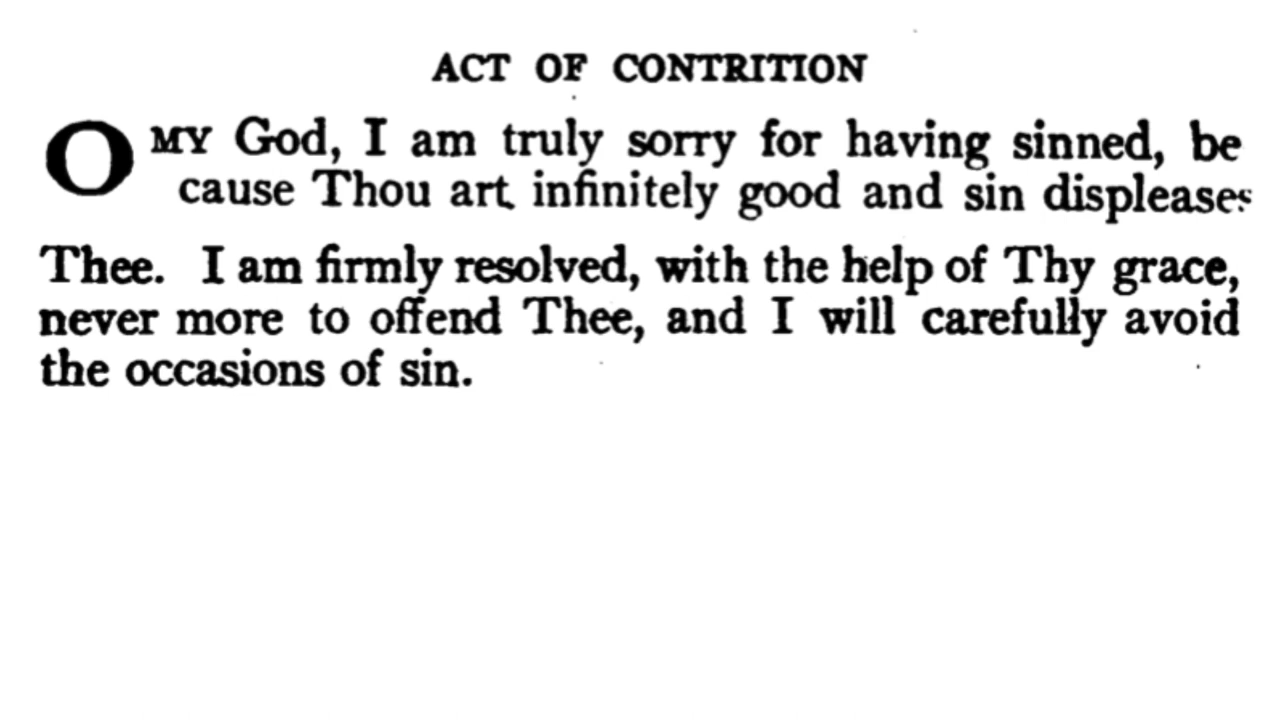 ACT OF CONTRITION
O MY God, I am truly sorry for having sinned, be
cause Thou art infinitely good and sin displeases
Thee. I am firmly resolved, with the help of Thy grace,
never more to offend Thee, and I will carefully avoid
the occasions of sin.